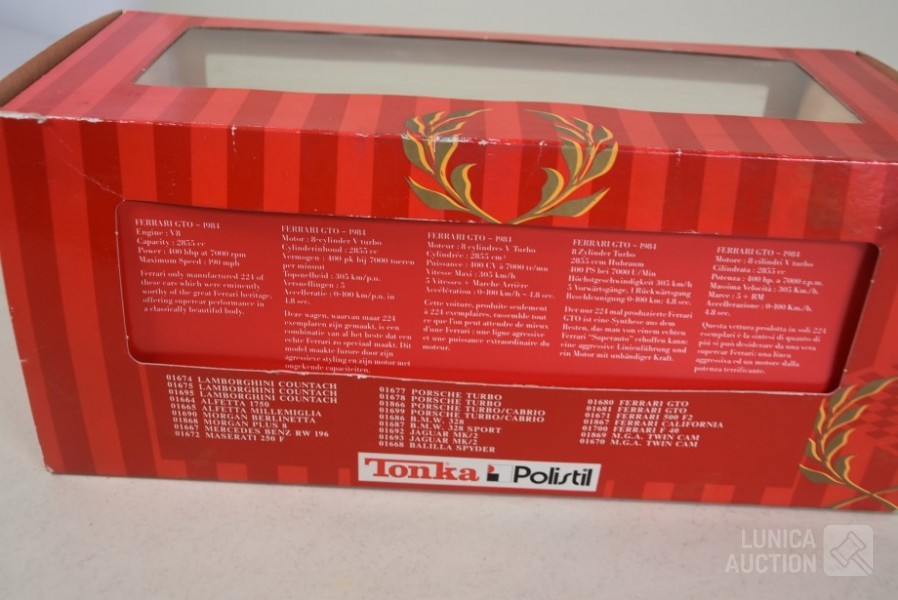 FERRARI GTO – 1984
Engine : V8
Capacity : 2855 cc
Power : 400 bhp at 7000 rpm
Maximum Speed : 190 mph
Ferrari only manufactured 224 of
these cars which were eminently
worthy of the great Ferrari heritage,
offering supercar performance in
a classically beautiful body.
FERRARI GTO – 1984
Motor : 8-cylinder V turbo
Cylinderinhoud : 2855 cc
Vermogen : 400 pk bij 7000 toeren
per minuut
Topsnelheid : 305 km/p.u.
Versnellingen : 5
Acceleratie : 0-100 km/p.u. in
4.8 sec.
Deze wagen, waarvan maar 224
exemplaren zijn gemaakt, is een
combinatie van al het beste dat een
echte Ferrari zo speciaal maakt. Dit
model maakte furore door zijn
agressieve styling en zijn motor met
ongekende capaciteiten.
FERRARI GTO – 1984
Moteur : 8 cylindres V Turbo
Cylindrée : 2855 cm³
Puissance : 400 CV à 7000 tr/mn
Vitesse Maxi : 305 km/h
5 Vitesses + Marche Arrière
Accélération : 0-100 km/h - 4.8 sec.
Cette voiture, produite seulement
à 224 exemplaires, rassemble tout
ce que l'on peut attendre de mieux
d'une Ferrari : une ligne agressive
et une puissance extraordinaire du
moteur.
FERRARI GTO – 1984
8 Zylinder Turbo
2855 ccm Hubraum
400 PS bei 7000 U/Min
Höchstgeschwindigkeit 305 km/h
5 Vorwärtsgänge, 1 Rückwärtsgang
Beschleunigung 0-100 km: 4.8 sec.
Der nur 224 mal produzierte Ferrari
GTO ist eine Synthese aus dem
Besten, das man von einem echten
Ferrari "Superauto" erhoffen kann:
eine aggressive Linienführung und
ein Motor mit unbändiger Kraft.
FERRARI GTO – 1984
Motore : 8 cilindri V turbo
Cilindrata : 2855 cc
Potenza : 400 hp. a 7000 r.p.m.
Massima Velocità : 305 Km./h.
Marce : 5 + RM
Accellerazione : 0-100 Km./h.
4.8 sec.
Questa vettura prodotta in soli 224
esemplari è la sintesi di quanto di
più si può desiderare da una vera
supercar Ferrari: una linea
aggressiva ed un motore dalla
potenza terrificante.
01674 LAMBORGHINI COUNTACH
01675 LAMBORGHINI COUNTACH
01695 LAMBORGHINI COUNTACH
01664 ALFETTA 1750
01665 ALFETTA MILLEMIGLIA
01690 MORGAN BERLINETTA
01868 MORGAN PLUS 8
01667 MERCEDES BENZ RW 196
01672 MASERATI 250 F
01677 PORSCHE TURBO
01678 PORSCHE TURBO
01866 PORSCHE TURBO/CABRIO
01699 PORSCHE TURBO/CABRIO
01686 B.M.W. 328
01687 B.M.W. 328 SPORT
01692 JAGUAR MK/2
01693 JAGUAR MK/2
01668 BALILLA SPYDER
01680 FERRARI GTO
01681 FERRARI GTO
01671 FERRARI 500 F2
01867 FERRARI CALIFORNIA
01700 FERRARI F 40
01869 M.G.A. TWIN CAM
01670 M.G.A. TWIN CAM
Tonka Polistil
LUNICA
AUCTION